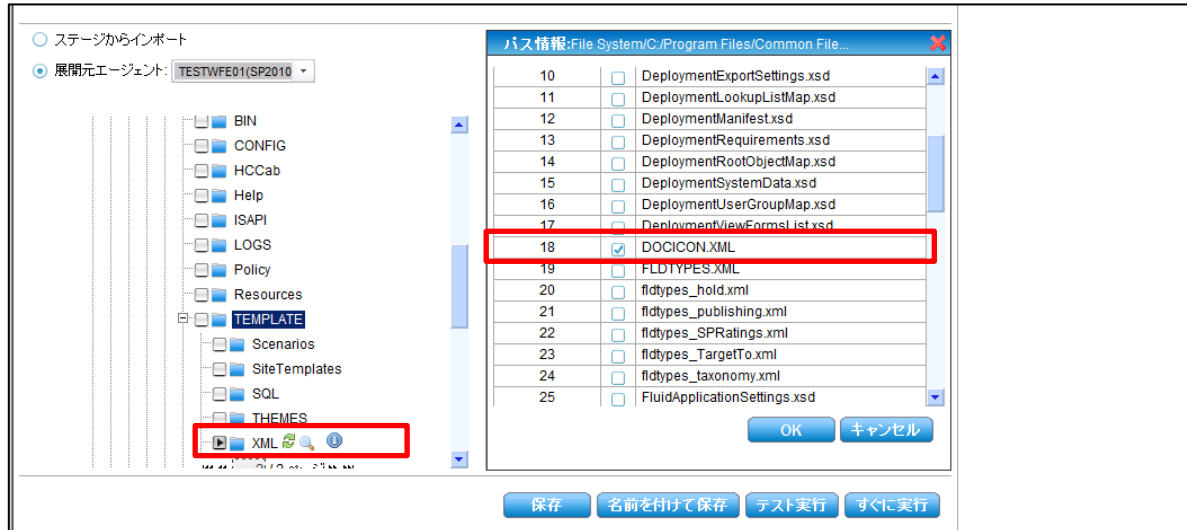 ステージからインポート
展開元エージェント: TESTWFE01(SP2010
BIN
CONFIG
HCCab
Help
ISAPI
LOGS
Policy
Resources
TEMPLATE
Scenarios
SiteTemplates
SQL
THEMES
XML
パス情報:File System/C:/Program Files/Common File...
10 DeploymentExportSettings.xsd
11 DeploymentLookupListMap.xsd
12 DeploymentManifest.xsd
13 DeploymentRequirements.xsd
14 DeploymentRootObjectMap.xsd
15 DeploymentSystemData.xsd
16 DeploymentUserGroupMap.xsd
17 DeploymentViewFormsList.xsd
18 DOCICON.XML
19 FLDTYPES.XML
20 fldtypes_hold.xml
21 fldtypes_publishing.xml
22 fldtypes_SPRatings.xml
23 fldtypes_TargetTo.xml
24 fldtypes_taxonomy.xml
25 FluidApplicationSettings.xsd
OK キャンセル
保存 名前を付けて保存 テスト実行 すぐに実行